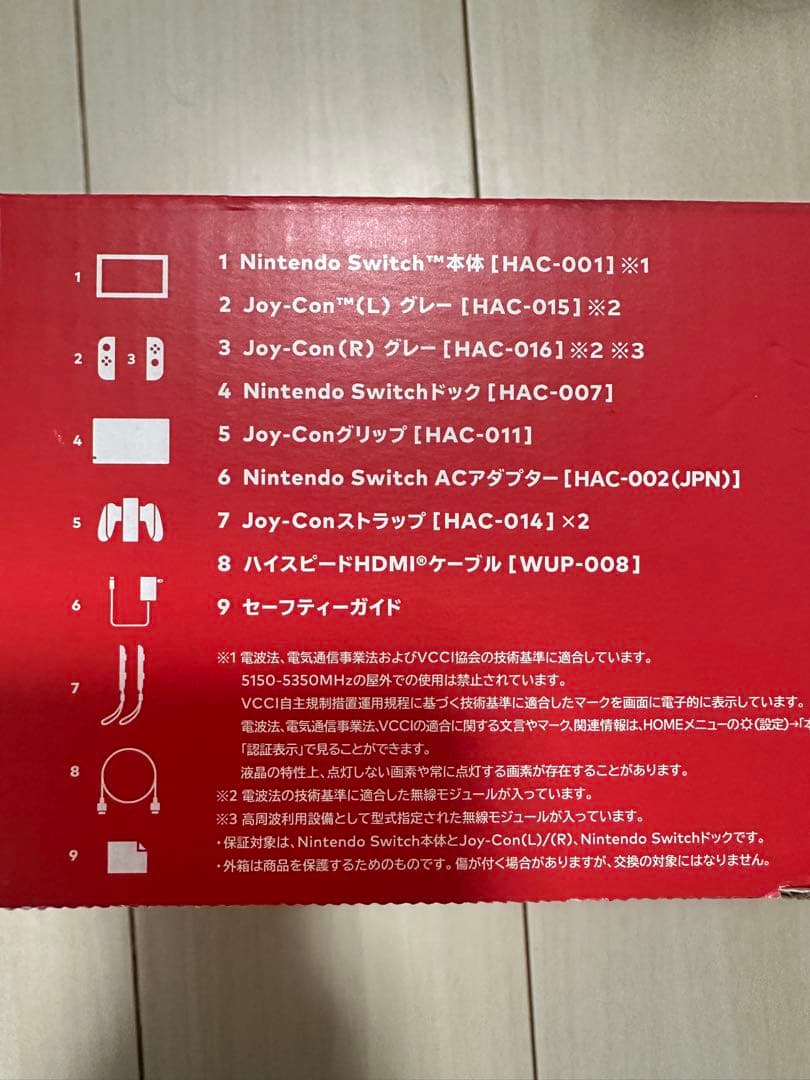 1 Nintendo Switch™本体 [HAC-001] ※1
2 Joy-Con™(L) グレー [HAC-015] ※2
3 Joy-Con(R) グレー [HAC-016] ※2 ※3
4 Nintendo Switchドック [HAC-007]
5 Joy-Conグリップ [HAC-011]
6 Nintendo Switch ACアダプター [HAC-002(JPN)]
7 Joy-Conストラップ [HAC-014] ×2
8 ハイスピードHDMI®ケーブル [WUP-008]
9 セーフティーガイド
1
2
3
4
5
6
7
8
9
※1 電波法、電気通信事業法およびVCCI協会の技術基準に適合しています。
5150-5350MHzの屋外での使用は禁止されています。
VCCI自主規制措置運用規程に基づく技術基準に適合したマークを画面に電子的に表示しています。
電波法、電気通信事業法、VCCIの適合に関する文言やマーク、関連情報は、HOMEメニューの(設定)→「本
「認証表示」で見ることができます。
液晶の特性上、点灯しない画素や常に点灯する画素が存在することがあります。
※2 電波法の技術基準に適合した無線モジュールが入っています。
※3 高周波利用設備として型式指定された無線モジュールが入っています。
・保証対象は、Nintendo Switch本体とJoy-Con(L)/(R)、Nintendo Switchドックです。
・外箱は商品を保護するためのものです。傷が付く場合がありますが、交換の対象にはなりません。